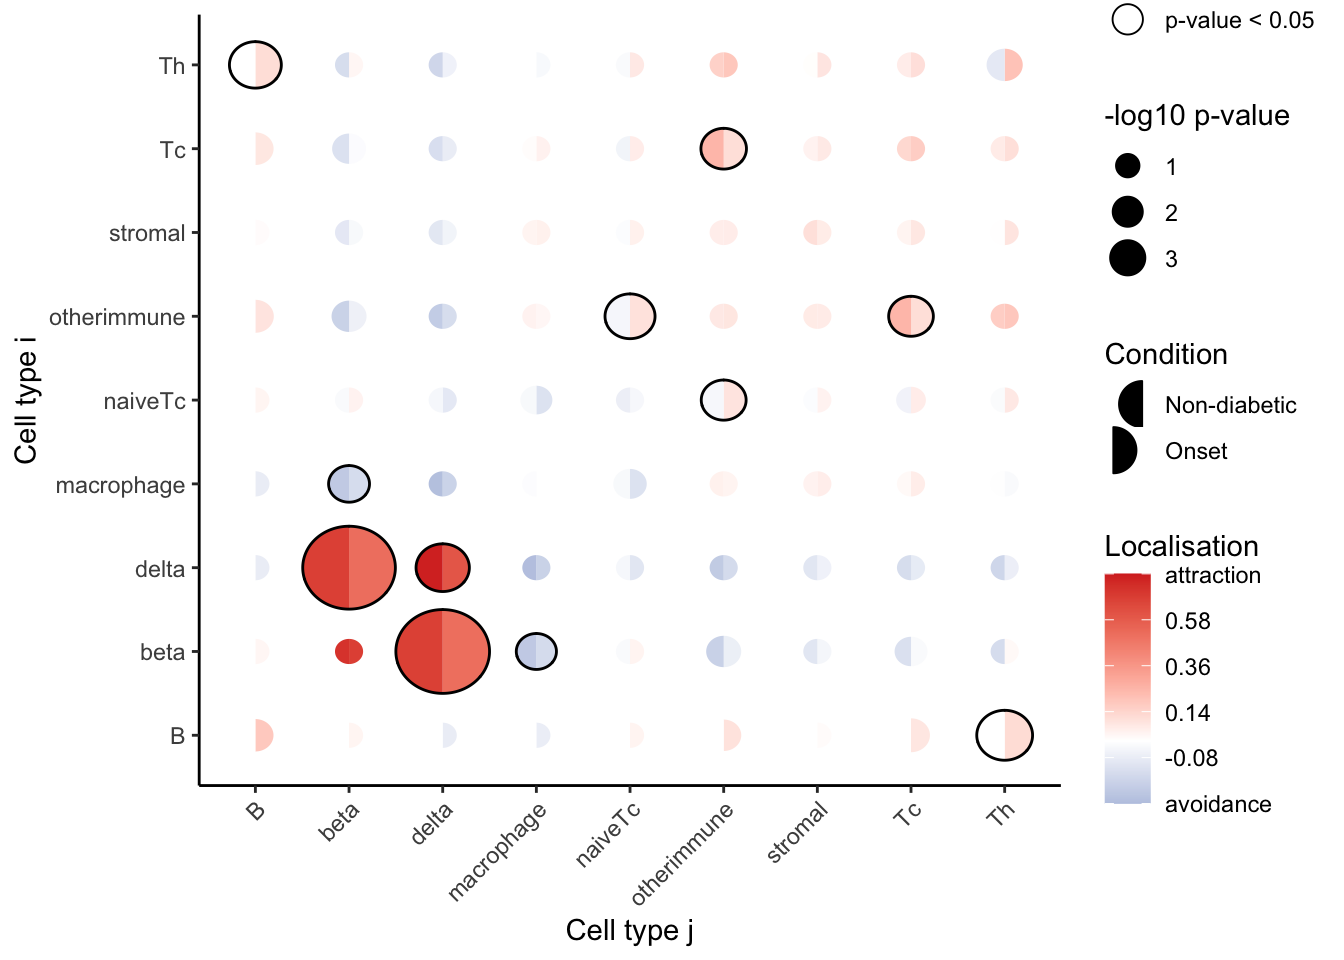 p-value < 0.05
-log10 p-value
1
2
3
Condition
Non-diabetic
Onset
Localisation
attraction
0.58
0.36
0.14
-0.08
avoidance
Cell type i
Th
Tc
stromal
otherimmune
naiveTc
macrophage
delta
beta
B
B
beta
delta
macrophage
naiveTc
otherimmune
stromal
Tc
Th
Cell type j